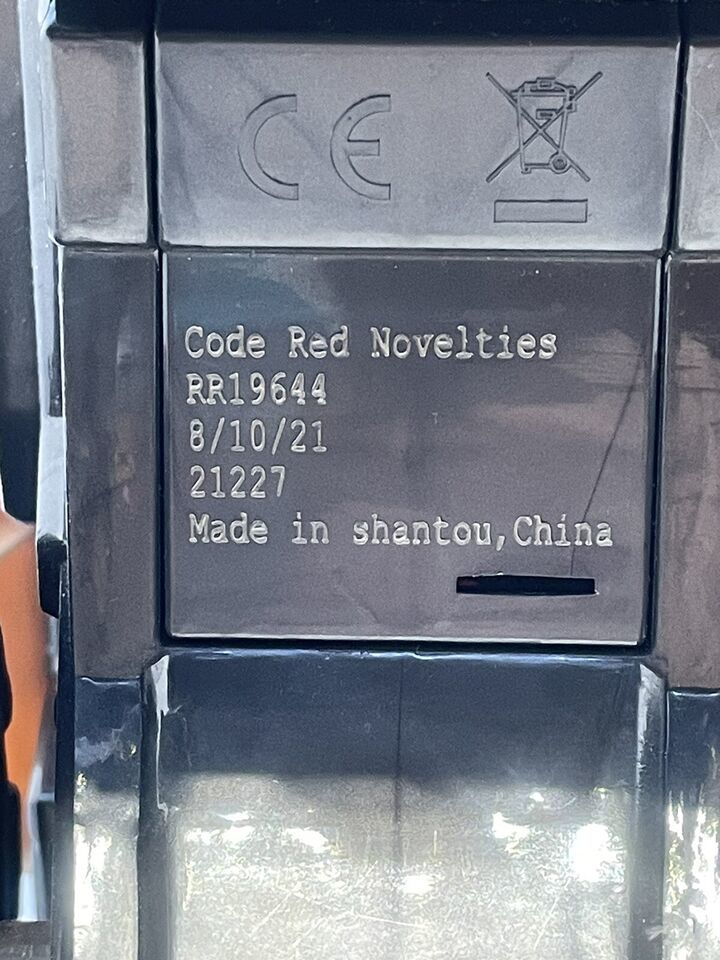 CE
Code Red Novelties
RR19644
8/10/21
21227
Made in shantou,China